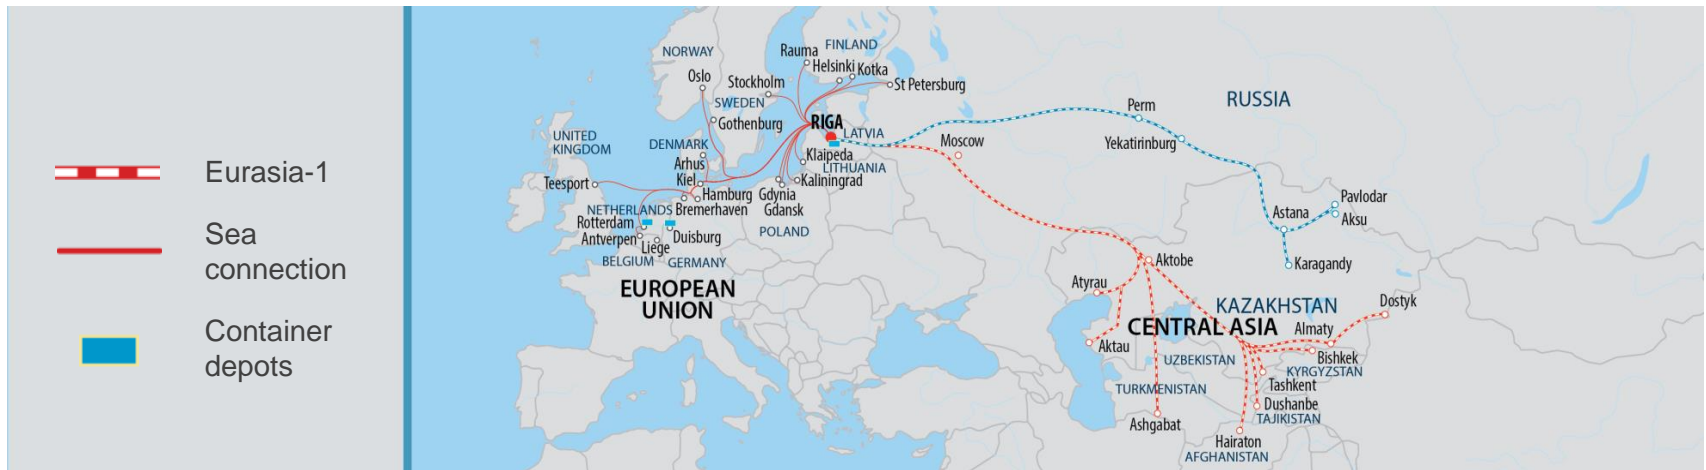 Eurasia-1
Sea
connection
Container
depots
NORWAY
FINLAND
Rauma
Helsinki
Kotka
Oslo
Stockholm
St Petersburg
SWEDEN
Gothenburg
RIGA
LATVIA
UNITED
KINGDOM
DENMARK
Arhus
Kiel
Klaipeda
LITHUANIA
Kaliningrad
Teesport
Hamburg
Bremerhaven
Gdynia
Gdansk
NETHERLANDS
Rotterdam
Antverpen
Liege
Duisburg
POLAND
BELGIUM
GERMANY
EUROPEAN
UNION
RUSSIA
Perm
Moscow
Yekatirinburg
Pavlodar
Astana
Aksu
Karagandy
Aktobe
Atyrau
KAZAKHSTAN
Dostyk
CENTRAL ASIA
Almaty
Aktau
Bishkek
UZBEKISTAN
KYRGYZSTAN
TURKMENISTAN
Tashkent
Dushanbe
TAJIKISTAN
Ashgabat
Hairaton
AFGHANISTAN